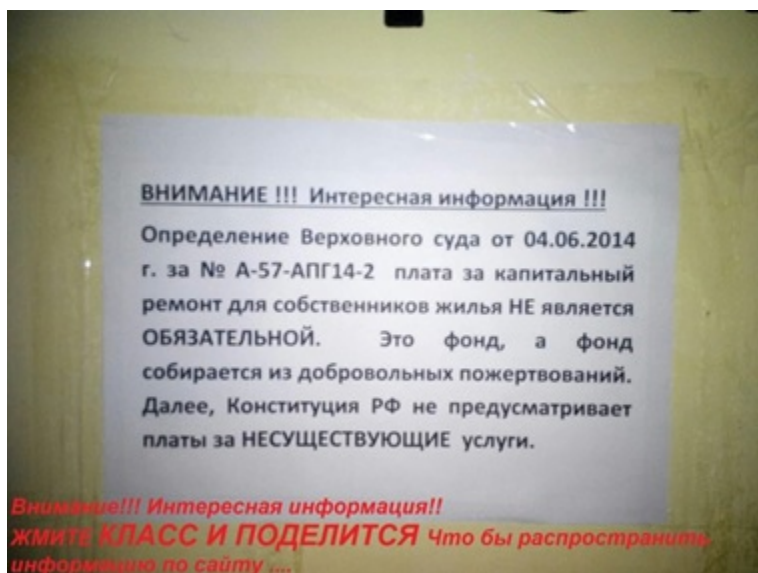 ВНИМАНИЕ !!! Интересная информация !!!
Определение Верховного суда от 04.06.2014
г. за № А-57-АПГ14-2 плата за капитальный
ремонт для собственников жилья НЕ является
ОБЯЗАТЕЛЬНОЙ. Это фонд, а фонд
собирается из добровольных пожертвований.
Далее, Конституция РФ не предусматривает
платы за НЕСУЩЕСТВУЮЩИЕ услуги.
Внимание!!! Интересная информация!!
ЖМИТЕ КЛАСС И ПОДЕЛИТСЯ Что бы распространить
информацию по сайту ....